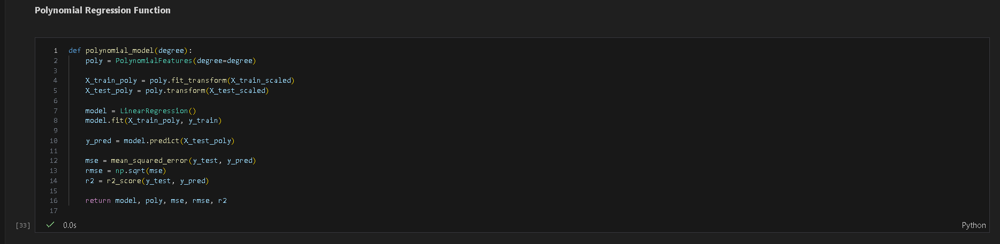 Polynomial Regression Function
1 def polynomial_model(degree):
2     poly = PolynomialFeatures(degree=degree)
3
4     X_train_poly = poly.fit_transform(X_train_scaled)
5     X_test_poly = poly.transform(X_test_scaled)
6
7     model = LinearRegression()
8     model.fit(X_train_poly, y_train)
9
10     y_pred = model.predict(X_test_poly)
11
12     mse = mean_squared_error(y_test, y_pred)
13     rmse = np.sqrt(mse)
14     r2 = r2_score(y_test, y_pred)
15
16     return model, poly, mse, rmse, r2
17
[33] ✓ 0.0s Python